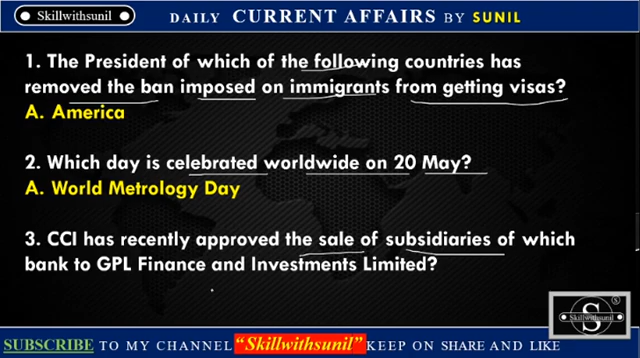 Skillwithsunil
DAILY CURRENT AFFAIRS BY SUNIL
1. The President of which of the following countries has
removed the ban imposed on immigrants from getting visas?
A. America
2. Which day is celebrated worldwide on 20 May?
A. World Metrology Day
3. CCI has recently approved the sale of subsidiaries of which
bank to GPL Finance and Investments Limited?
S
S
Skillwithsunil
SUBSCRIBE TO MY CHANNEL "Skillwithsunil" KEEP ON SHARE AND LIKE